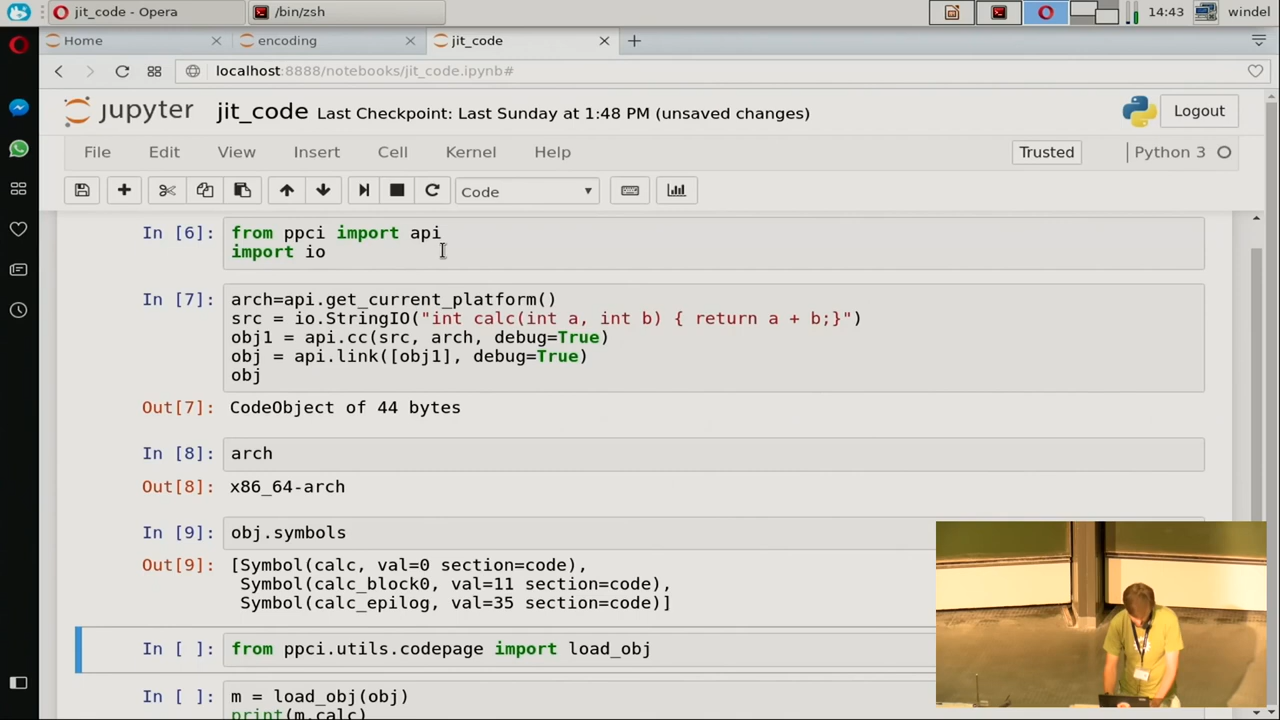 jit_code - Opera
/bin/zsh
14:43
windel
Home
encoding
jit_code
localhost:8888/notebooks/jit_code.ipynb#
jupyter
jit_code Last Checkpoint: Last Sunday at 1:48 PM (unsaved changes)
Logout
File Edit View Insert Cell Kernel Help
Trusted
Python 3
Code
In [6]: from ppci import api
import io
In [7]: arch=api.get_current_platform()
src = io.StringIO("int calc(int a, int b) { return a + b;}")
obj1 = api.cc(src, arch, debug=True)
obj = api.link([obj1], debug=True)
obj
Out[7]: CodeObject of 44 bytes
In [8]: arch
Out[8]: x86_64-arch
In [9]: obj.symbols
Out[9]: [Symbol(calc, val=0 section=code),
Symbol(calc_block0, val=11 section=code),
Symbol(calc_epilog, val=35 section=code)]
In [ ]: from ppci.utils.codepage import load_obj
In [ ]: m = load_obj(obj)
print(m.calc)